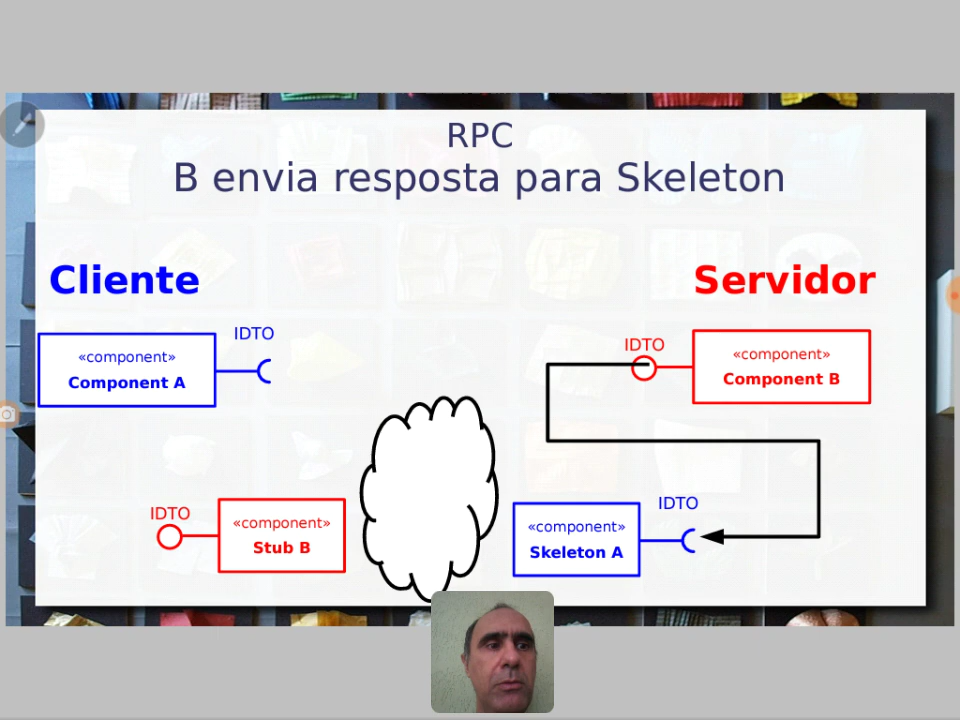 RPC
B envia resposta para Skeleton
Cliente
Servidor
IDTO
«component»
Component A
IDTO
«component»
Component B
IDTO
«component»
Stub B
«component»
Skeleton A
IDTO